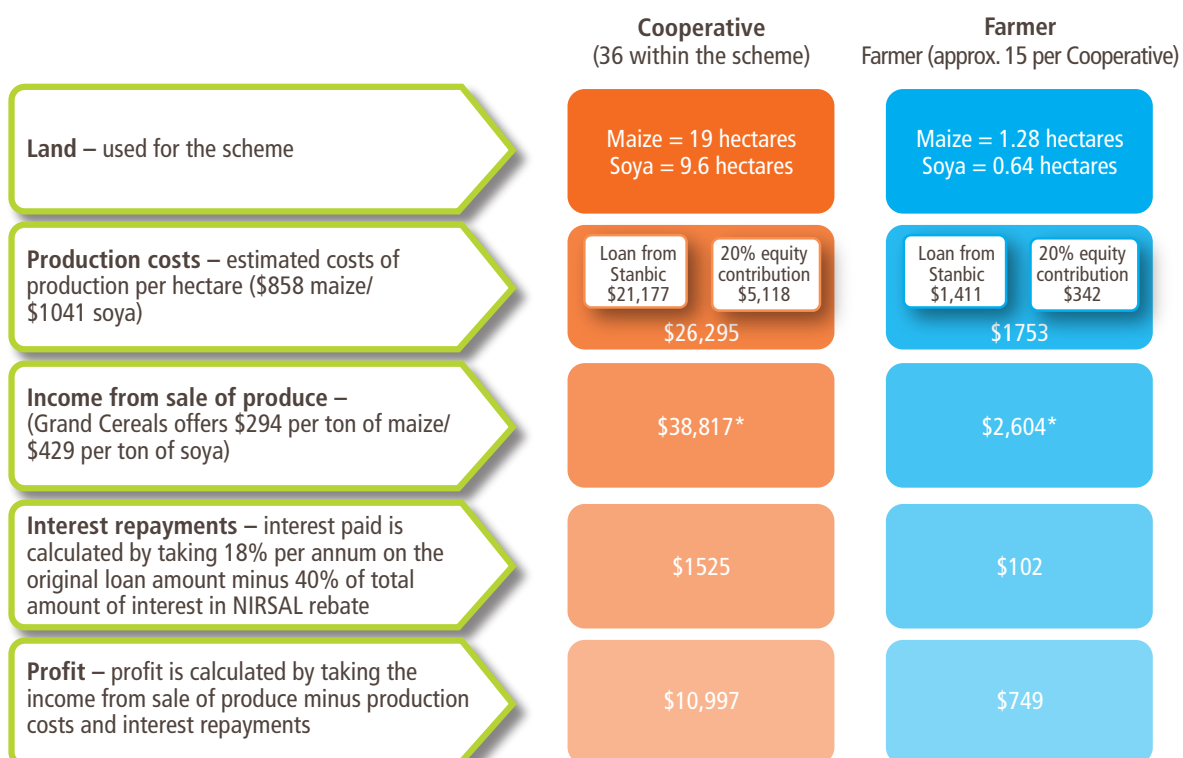 Cooperative
(36 within the scheme)
Farmer
Farmer (approx. 15 per Cooperative)
Land – used for the scheme
Maize = 19 hectares
Soya = 9.6 hectares
Maize = 1.28 hectares
Soya = 0.64 hectares
Production costs – estimated costs of
production per hectare ($858 maize/
$1041 soya)
Loan from
Stanbic
$21,177
20% equity
contribution
$5,118
$26,295
Loan from
Stanbic
$1,411
20% equity
contribution
$342
$1753
Income from sale of produce –
(Grand Cereals offers $294 per ton of maize/
$429 per ton of soya)
$38,817*
$2,604*
Interest repayments – interest paid is
calculated by taking 18% per annum on the
original loan amount minus 40% of total
amount of interest in NIRSAL rebate
$1525
$102
Profit – profit is calculated by taking the
income from sale of produce minus production
costs and interest repayments
$10,997
$749